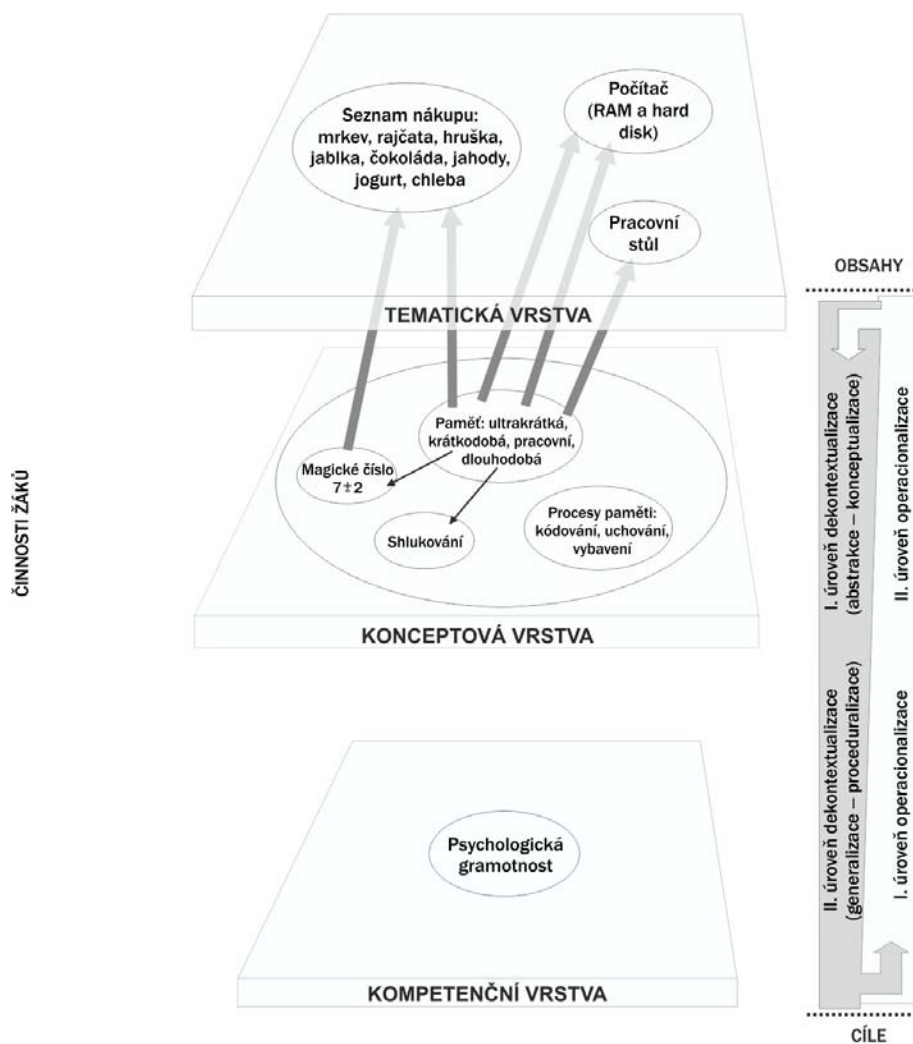 Seznam nákupu:
mrkev, rajčata, hruška,
jablka, čokoláda, jahody,
jogurt, chleba
Počítač
(RAM a hard
disk)
Pracovní
stůl
TEMATICKÁ VRSTVA
Paměť: ultrakrátká,
krátkodobá, pracovní,
dlouhodobá
Magické číslo
7±2
Shlukování
Procesy paměti:
kódování, uchování,
vybavení
KONCEPTOVÁ VRSTVA
Psychologická
gramotnost
KOMPETENČNÍ VRSTVA
ČINNOSTI ŽÁKŮ
OBSAHY
I. úroveň dekontextualizace
(abstrakce – konceptualizace)
II. úroveň operacionalizace
II. úroveň dekontextualizace
(generalizace – proceduralizace)
I. úroveň operacionalizace
CÍLE